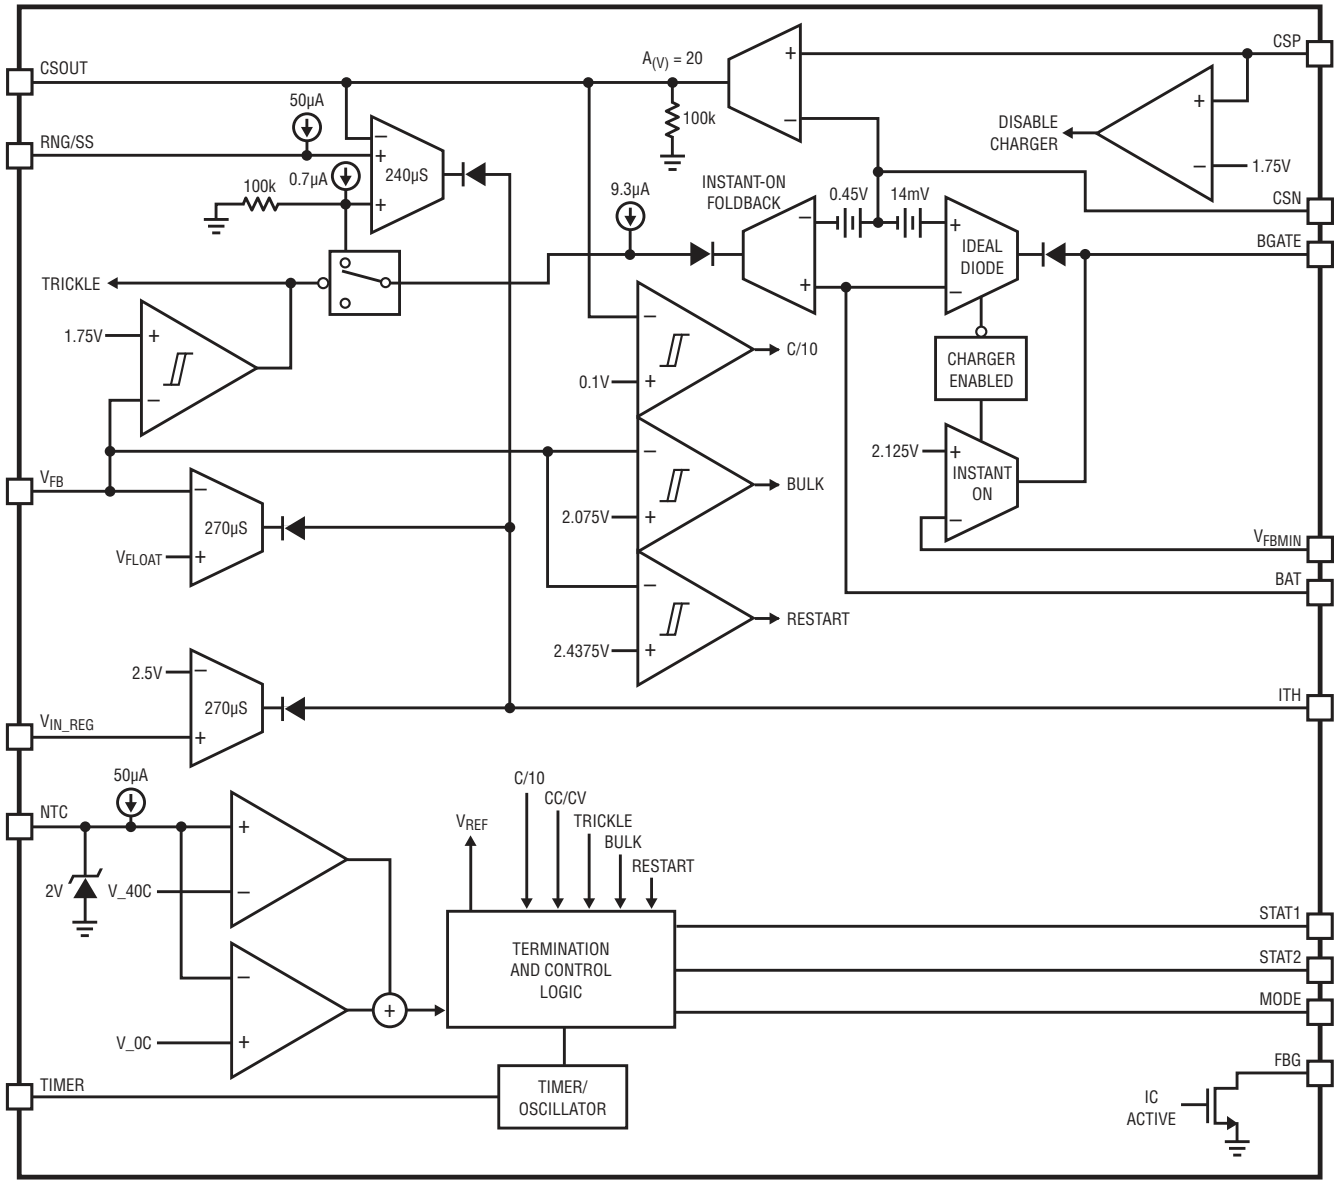 CSP
CSOUT
A(V) = 20
50µA
100k
DISABLE
CHARGER
RNG/SS
1.75V
240µS
0.7µA
100k
9.3µA
INSTANT-ON
FOLDBACK
0.45V
14mV
CSN
IDEAL
DIODE
BGATE
TRICKLE
1.75V
C/10
CHARGER
ENABLED
0.1V
2.125V
INSTANT
ON
VFB
BULK
2.075V
270µS
VFLOAT
VFBMIN
BAT
RESTART
2.4375V
2.5V
270µS
ITH
VIN_REG
50µA
C/10
CC/CV
NTC
VREF
TRICKLE
BULK
RESTART
2V
V_40C
STAT1
TERMINATION
AND CONTROL
LOGIC
STAT2
MODE
V_0C
FBG
TIMER
TIMER/
OSCILLATOR
IC
ACTIVE